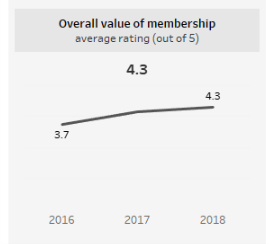 Overall value of membership
average rating (out of 5)
4.3
4.3
3.7
2016 2017 2018